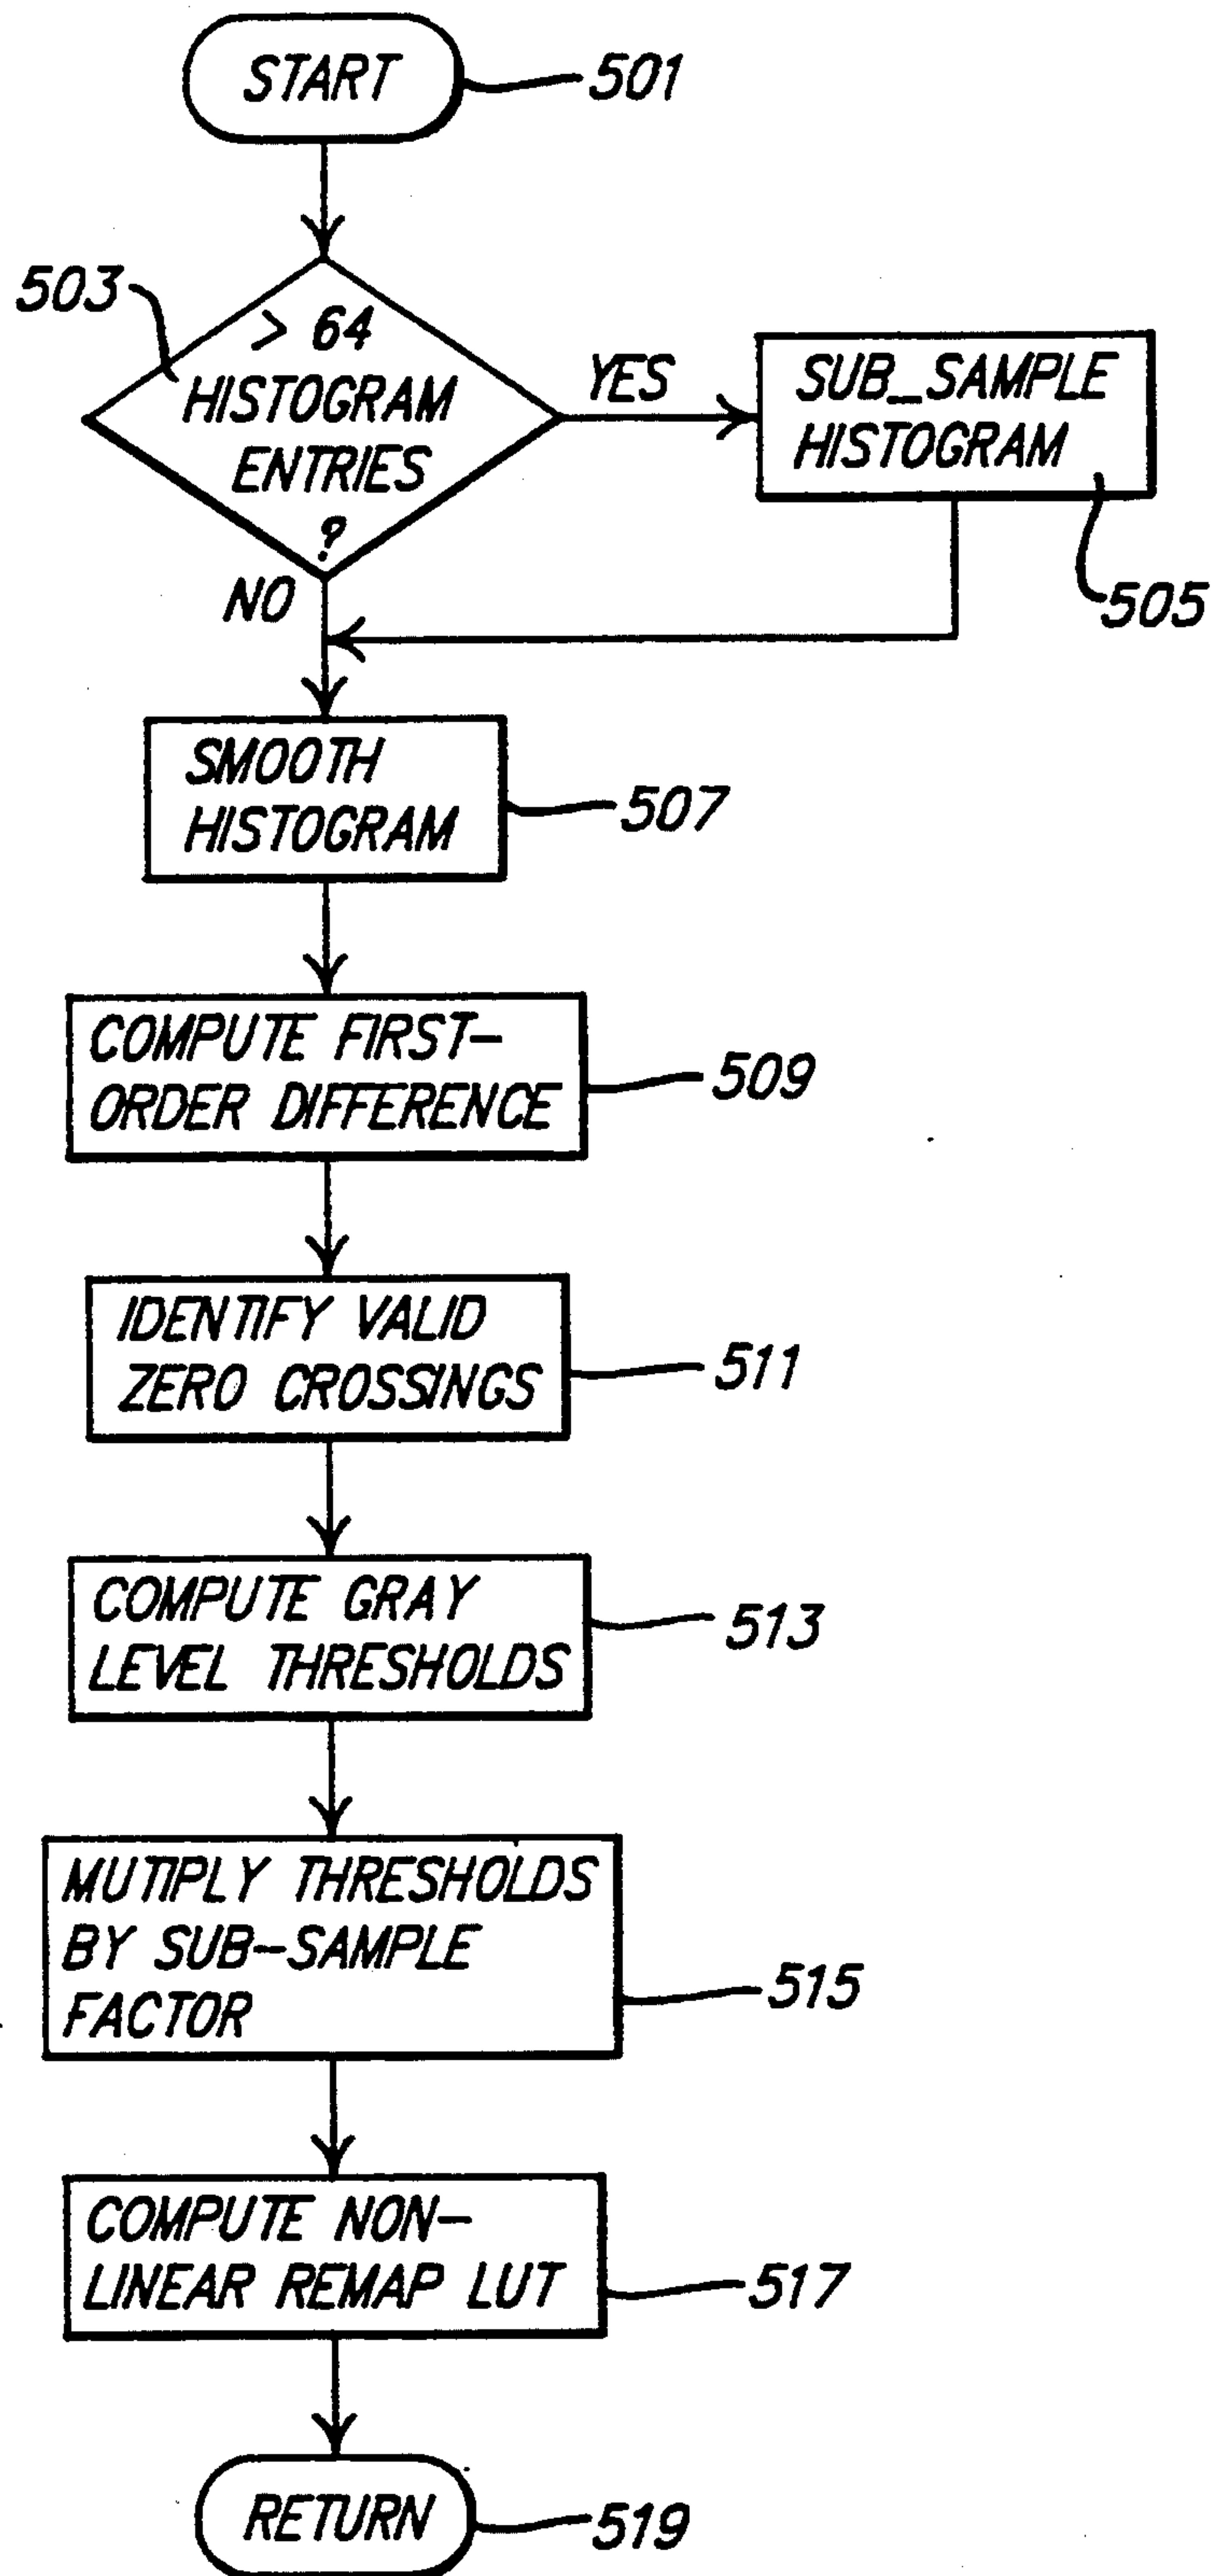 START
501
503
> 64
HISTOGRAM
ENTRIES
?
YES
SUB_SAMPLE
HISTOGRAM
505
NO
SMOOTH
HISTOGRAM
507
COMPUTE FIRST-
ORDER DIFFERENCE
509
IDENTIFY VALID
ZERO CROSSINGS
511
COMPUTE GRAY
LEVEL THRESHOLDS
513
MUTIPLY THRESHOLDS
BY SUB-SAMPLE
FACTOR
515
COMPUTE NON-
LINEAR REMAP LUT
517
RETURN
519